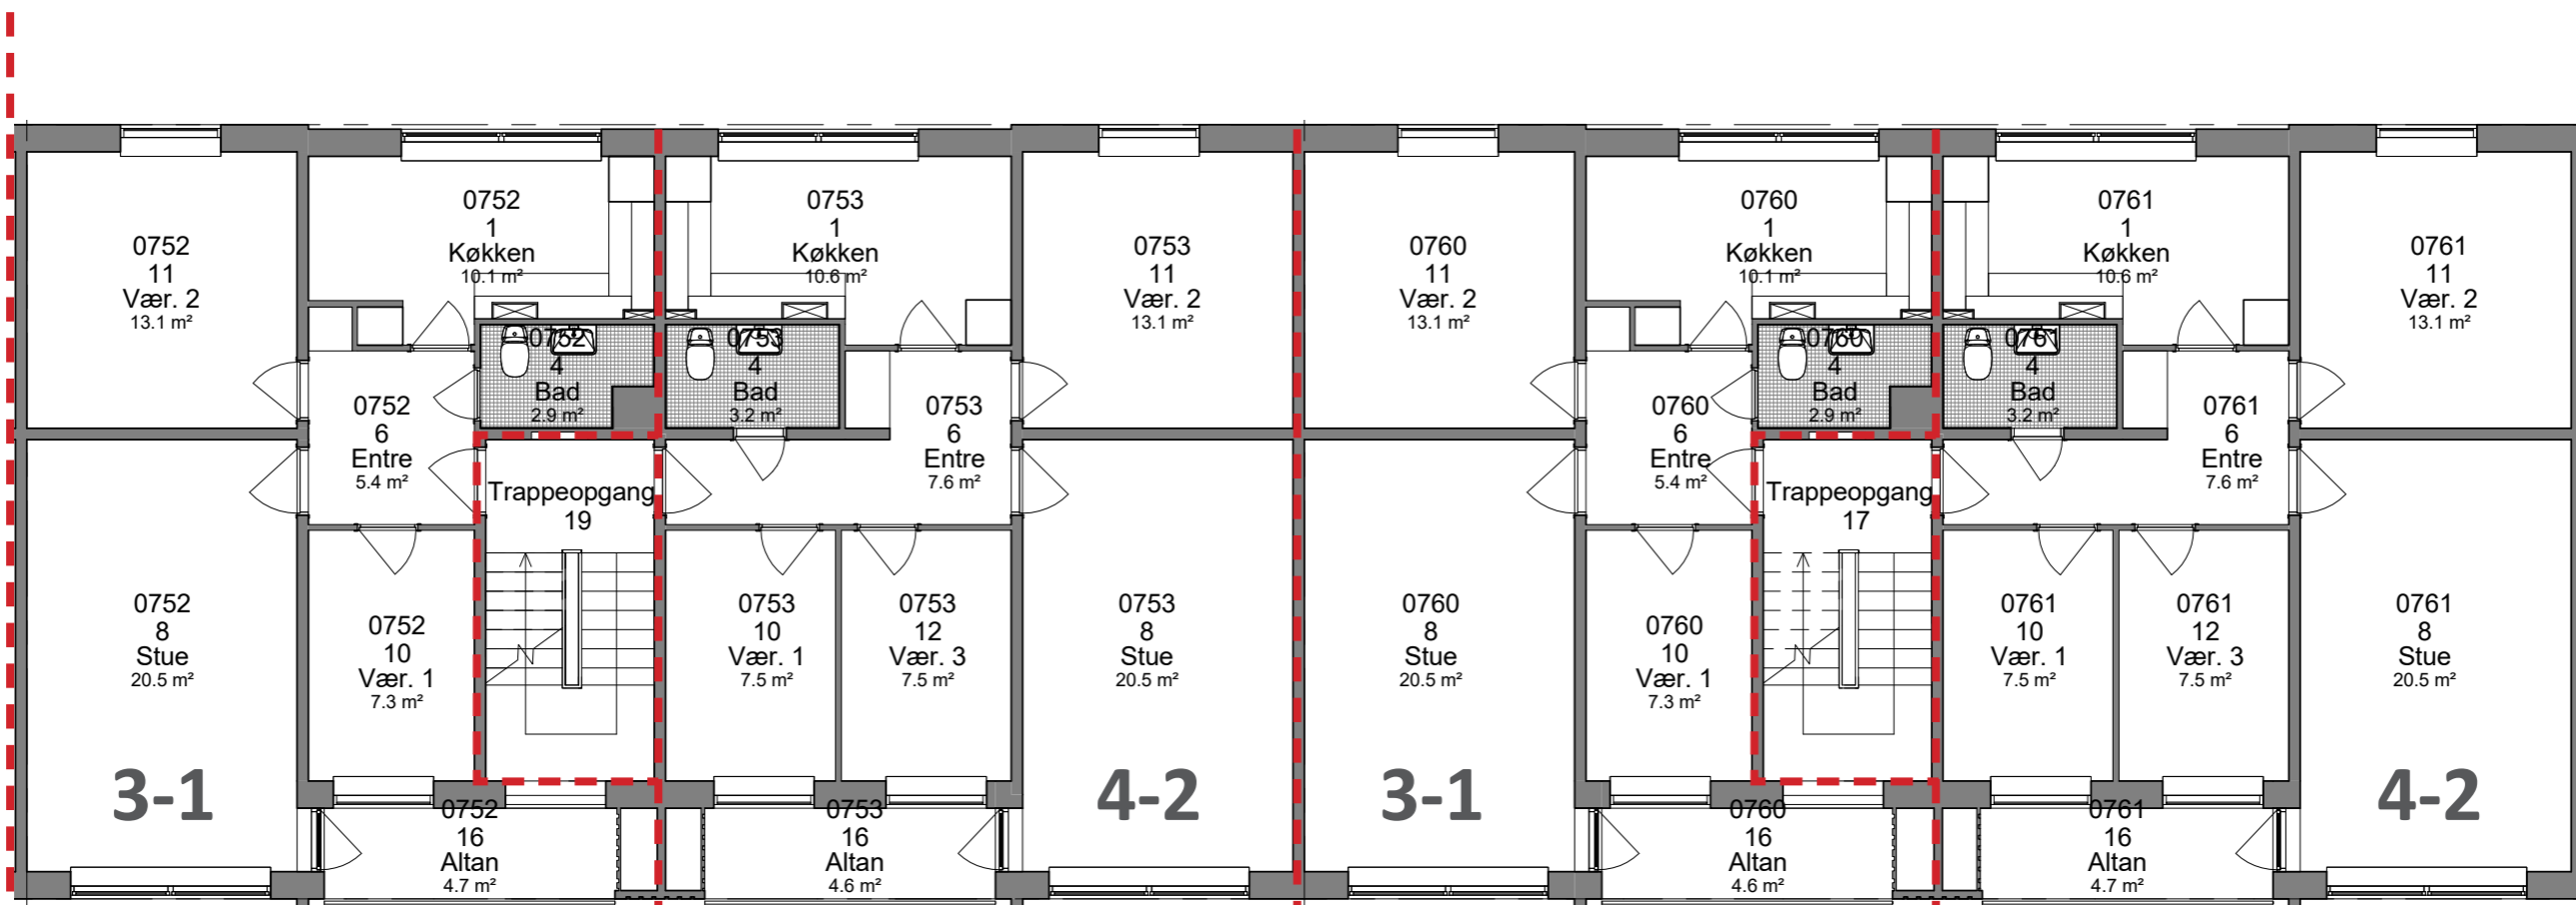 0752
11
Vær. 2
13.1 m²
0752
1
Køkken
10.1 m²
0753
1
Køkken
10.6 m²
0753
11
Vær. 2
13.1 m²
0760
11
Vær. 2
13.1 m²
0760
1
Køkken
10.1 m²
0761
1
Køkken
10.6 m²
0761
11
Vær. 2
13.1 m²
0752
4
Bad
2.9 m²
0753
4
Bad
3.2 m²
0760
4
Bad
2.9 m²
0761
4
Bad
3.2 m²
0752
6
Entre
5.4 m²
0753
6
Entre
7.6 m²
0760
6
Entre
5.4 m²
0761
6
Entre
7.6 m²
Trappeopgang
19
Trappeopgang
17
0752
8
Stue
20.5 m²
0752
10
Vær. 1
7.3 m²
0753
10
Vær. 1
7.5 m²
0753
12
Vær. 3
7.5 m²
0753
8
Stue
20.5 m²
0760
8
Stue
20.5 m²
0760
10
Vær. 1
7.3 m²
0761
10
Vær. 1
7.5 m²
0761
12
Vær. 3
7.5 m²
0761
8
Stue
20.5 m²
3-1
4-2
3-1
4-2
0752
16
Altan
4.7 m²
0753
16
Altan
4.6 m²
0760
16
Altan
4.6 m²
0761
16
Altan
4.7 m²